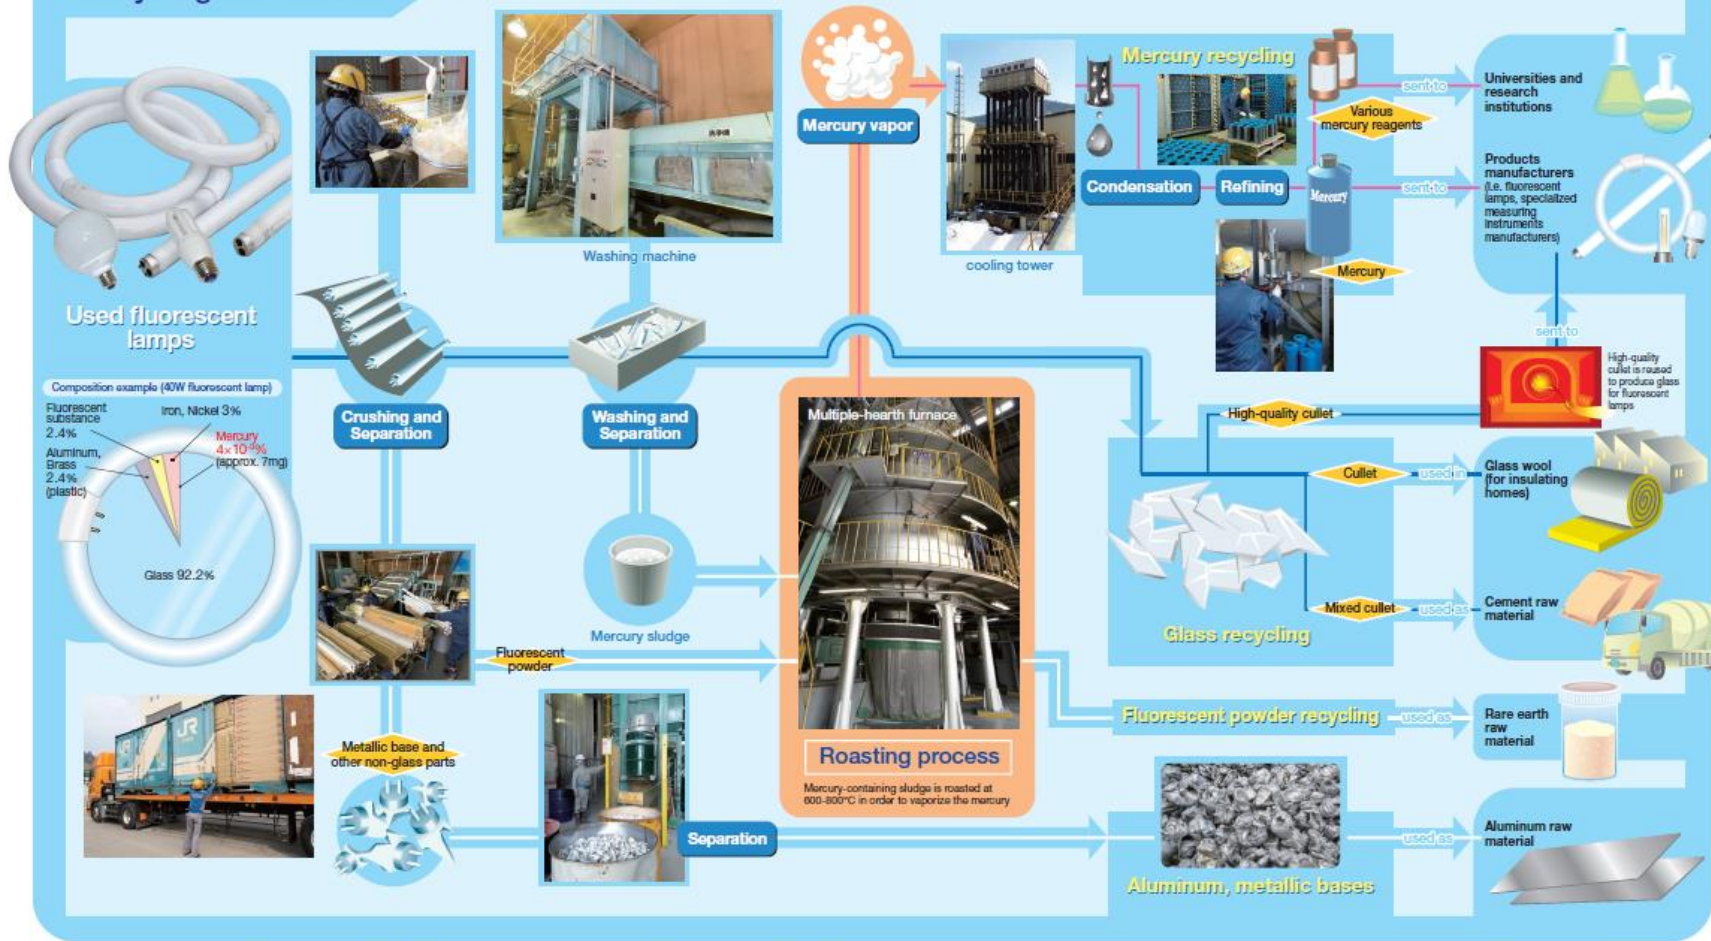 Used fluorescent
lamps
Composition example (40W fluorescent lamp)
Fluorescent
substance
2.4%
Iron, Nickel 3%
Mercury
(approx. 7mg)
Aluminum,
Brass
2.4%
(plastic)
Glass 92.2%
Crushing and
Separation
Washing machine
Washing and
Separation
Mercury sludge
Fluorescent
powder
JR
Metallic base and
other non-glass parts
Separation
Mercury vapor
Multiple-hearth furnace
Roasting process
Mercury-containing sludge is roasted at
600-800°C in order to vaporize the mercury
cooling tower
Mercury recycling
Condensation
Refining
Various
mercury reagents
Mercury
Mercury
sent to
Universities and
research
institutions
sent to
Products
manufacturers
(i.e. fluorescent
lamps, specialized
measuring
instruments
manufacturers)
sent to
High-quality
cullet is reused
to produce glass
for fluorescent
lamps
High-quality cullet
Cullet
used in
Glass wool
(for insulating
homes)
Mixed cullet
used as
Cement raw
material
Glass recycling
Fluorescent powder recycling
used as
Rare earth
raw
material
Aluminum, metallic bases
used as
Aluminum raw
material